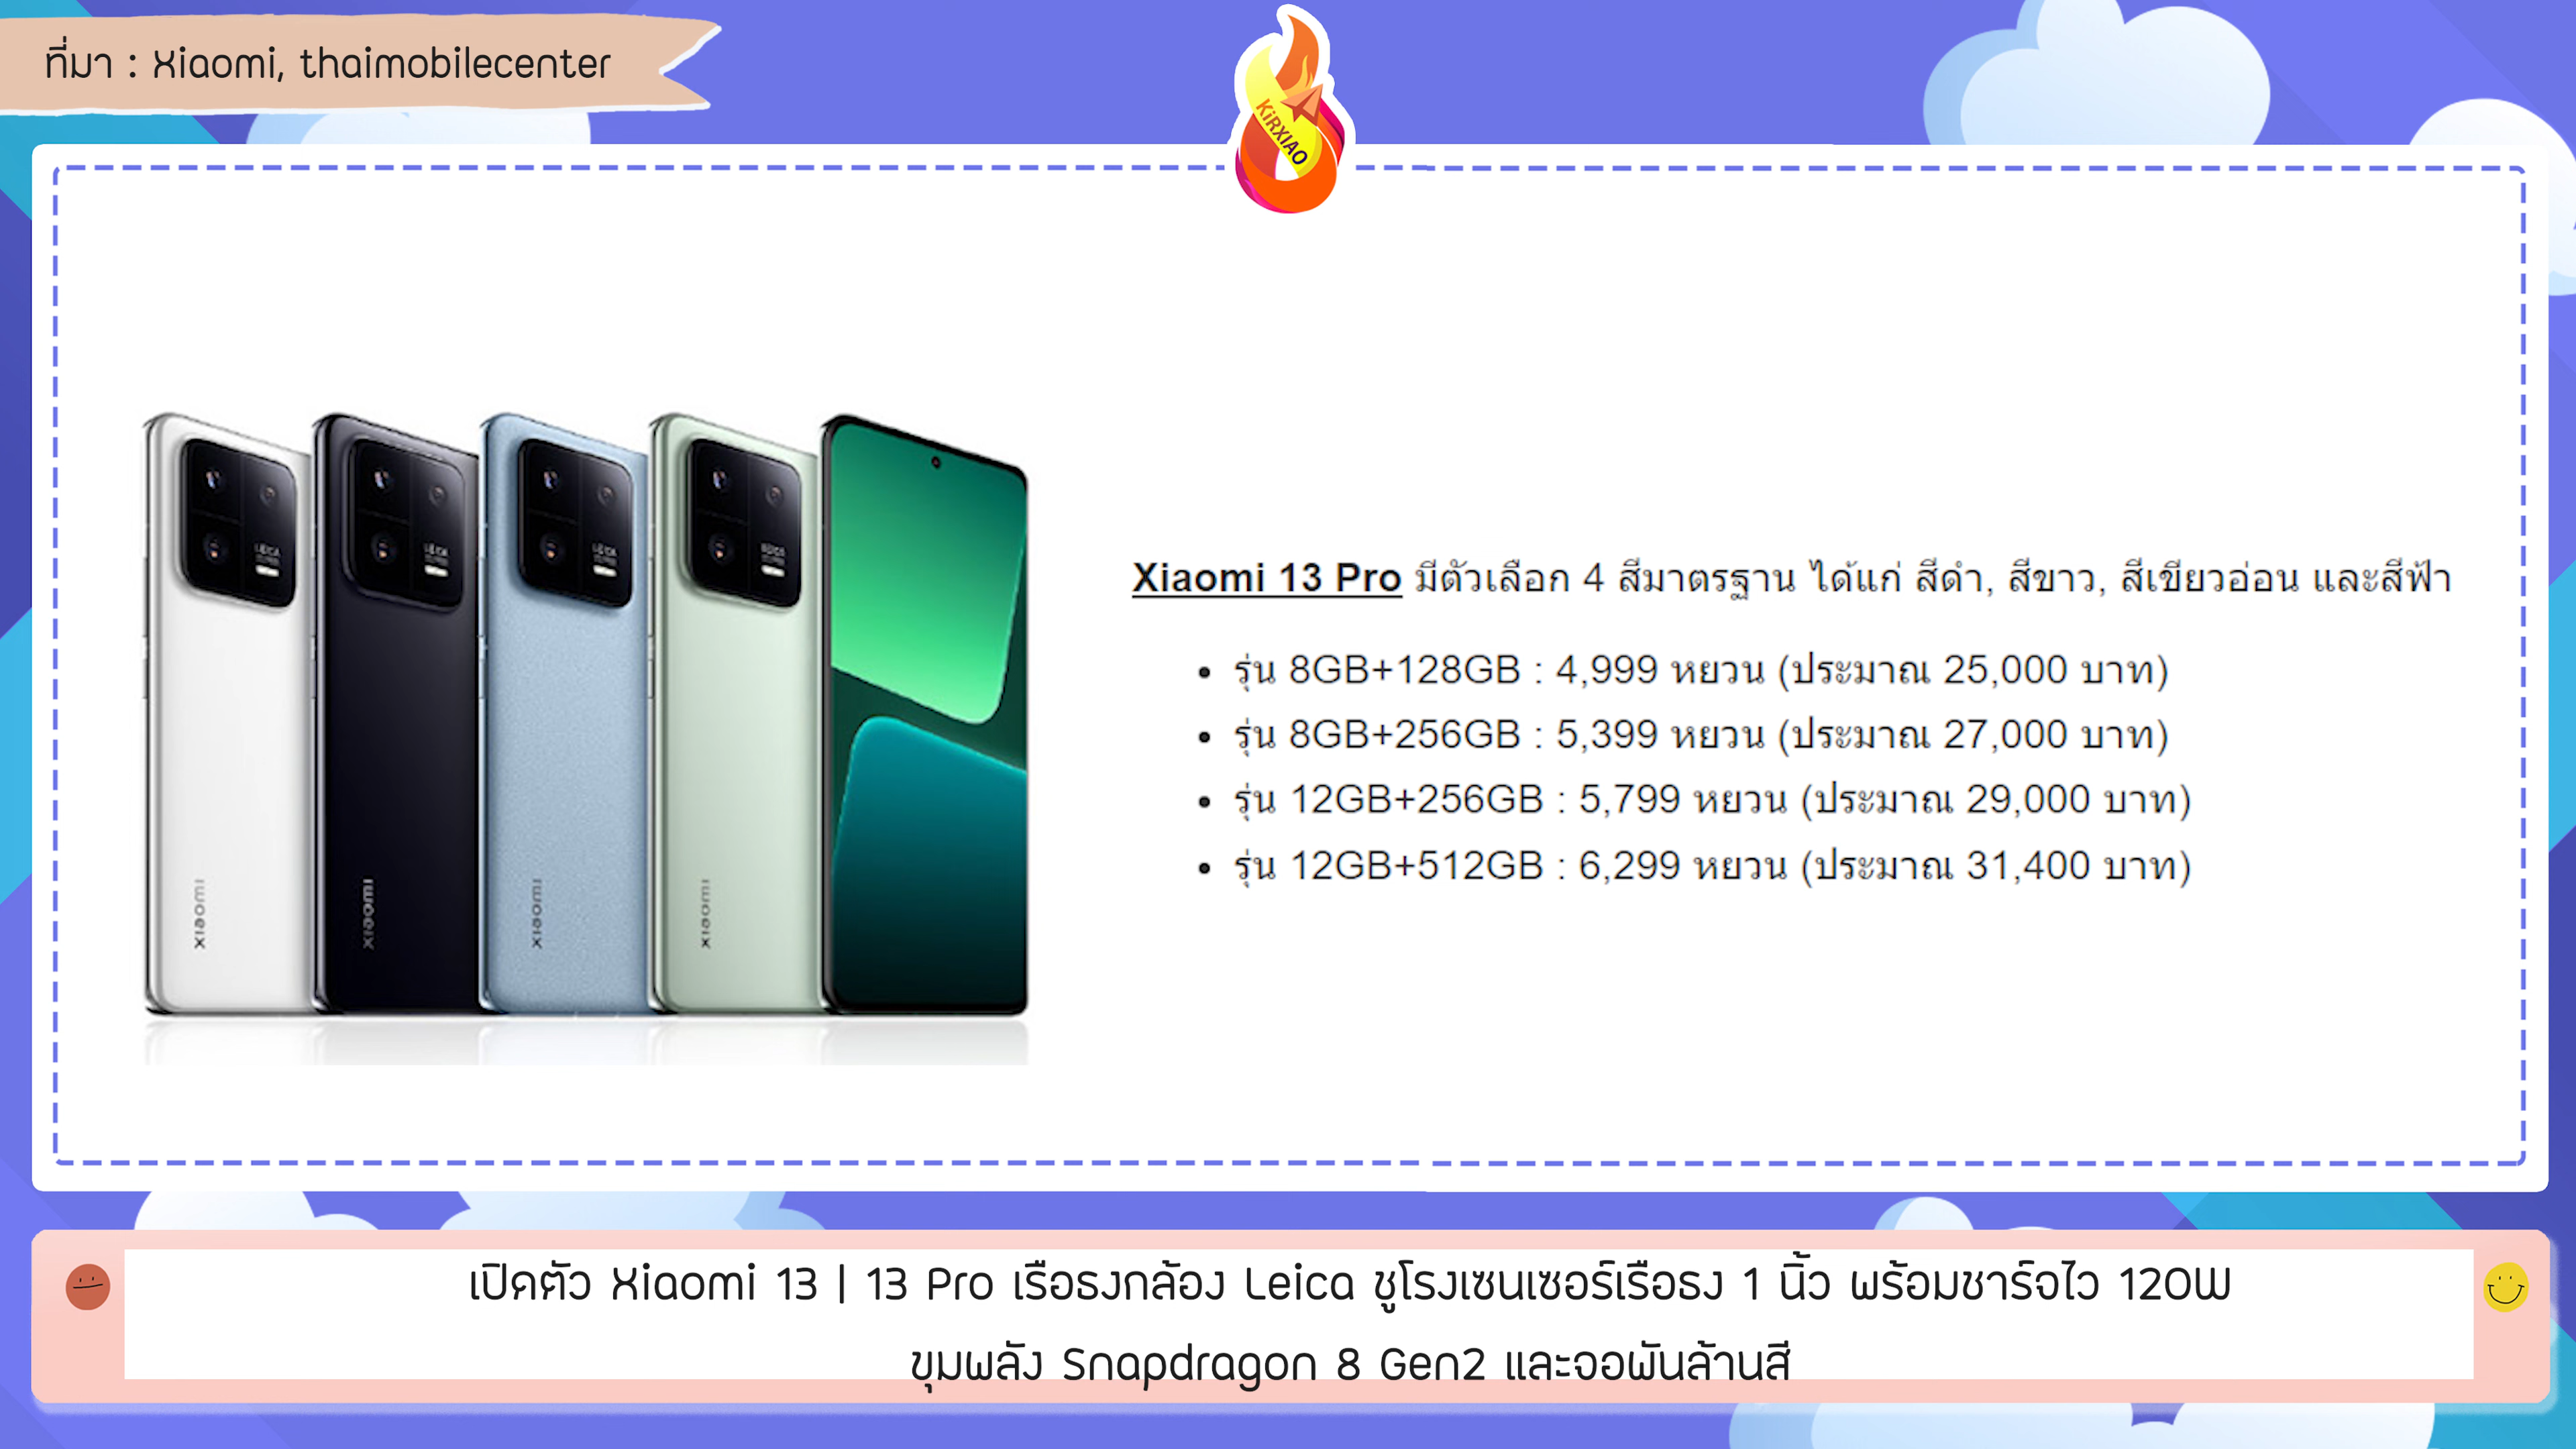 ที่มา : Xiaomi, thaimobilecenter
KiRXIAO
LEICA
xiaomi
xiaomi
xiaomi
xiaomi
Xiaomi 13 Pro มีตัวเลือก 4 สีมาตรฐาน ได้แก่ สีดำ, สีขาว, สีเขียวอ่อน และสีฟ้า
• รุ่น 8GB+128GB : 4,999 หยวน (ประมาณ 25,000 บาท)
• รุ่น 8GB+256GB : 5,399 หยวน (ประมาณ 27,000 บาท)
• รุ่น 12GB+256GB : 5,799 หยวน (ประมาณ 29,000 บาท)
• รุ่น 12GB+512GB : 6,299 หยวน (ประมาณ 31,400 บาท)
เปิดตัว Xiaomi 13 | 13 Pro เรือธงกล้อง Leica ชูโรงเซนเซอร์เรือธง 1 นิ้ว พร้อมชาร์จไว 120W
ขุมพลัง Snapdragon 8 Gen2 และจอพันล้านสี